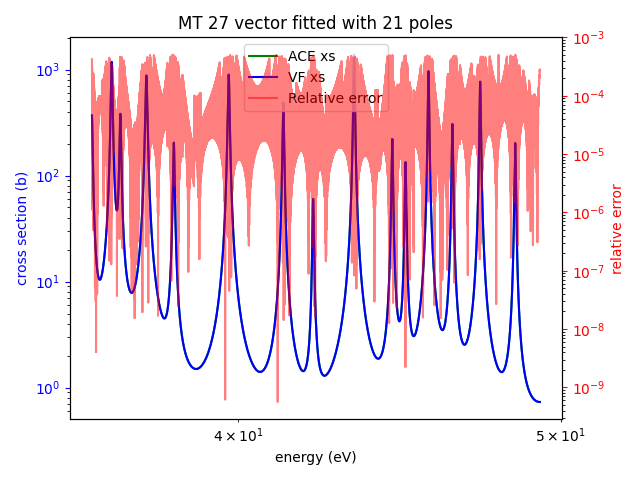 MT 27 vector fitted with 21 poles
ACE xs
VF xs
Relative error
cross section (b)
10³
10²
10¹
10⁰
relative error
10⁻³
10⁻⁴
10⁻⁵
10⁻⁶
10⁻⁷
10⁻⁸
10⁻⁹
4 × 10¹
5 × 10¹
energy (eV)